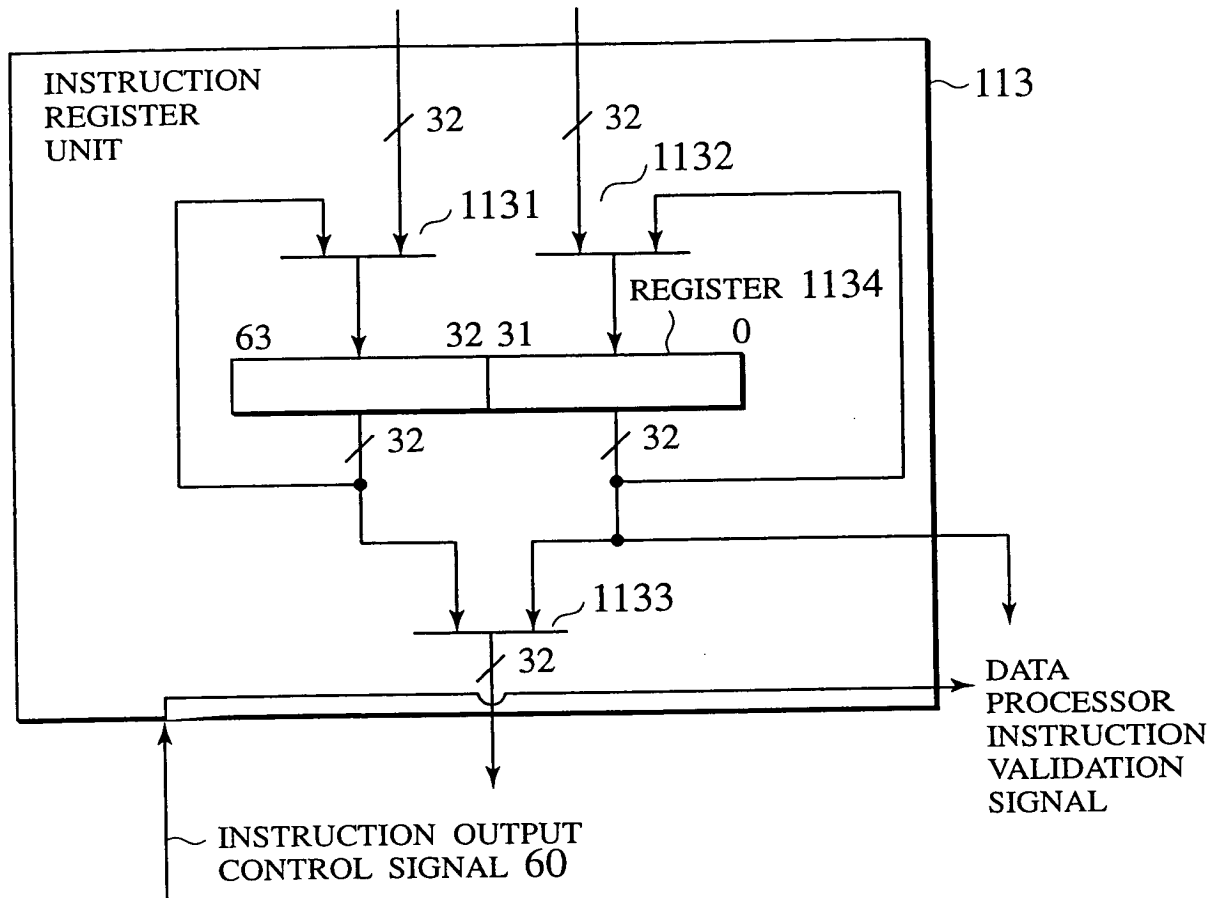 INSTRUCTION
REGISTER
UNIT
113
32
32
1132
1131
REGISTER 1134
63
32
31
0
32
32
1133
32
DATA
PROCESSOR
INSTRUCTION
VALIDATION
SIGNAL
INSTRUCTION OUTPUT
CONTROL SIGNAL 60